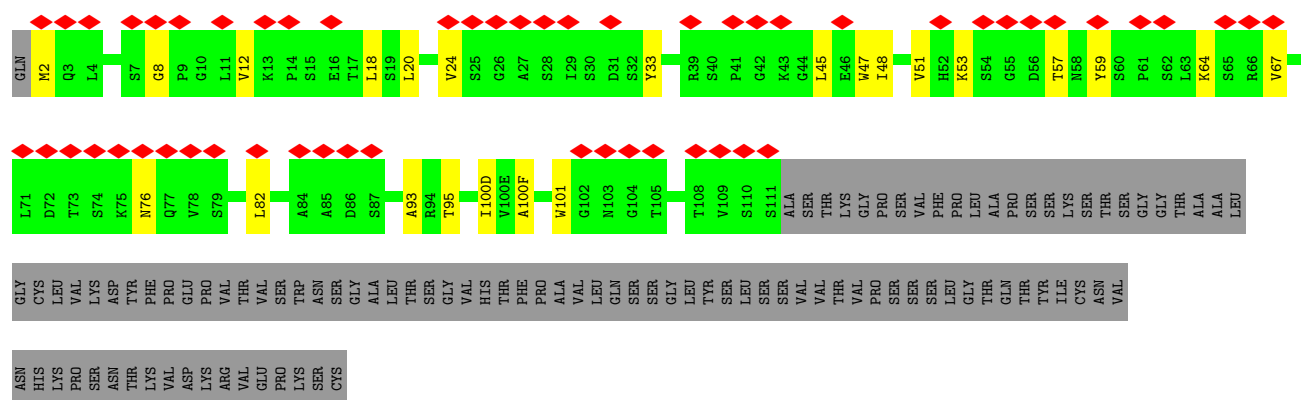 GLN M2 Q3 L4 S7 G8 P9 G10 L11 V12 K13 P14 S15 E16 T17 L18 S19 L20 V24 S25 G26 A27 S28 I29 S30 D31 S32 Y33 R39 S40 P41 G42 K43 G44 L45 E46 W47 I48 V51 H52 K53 S54 G55 D56 T57 N58 Y59 S60 P61 S62 L63 K64 S65 R66 V67
L71 D72 T73 S74 K75 N76 Q77 V78 S79 L82 A84 A85 D86 S87 A93 R94 T95 I100D V100E A100F W101 G102 N103 G104 T105 T108 V109 S110 S111 ALA SER THR LYS GLY PRO SER VAL PHE PRO LEU ALA PRO SER SER LYS SER THR SER GLY GLY THR ALA ALA LEU
GLY CYS LEU VAL LYS ASP TYR PHE PRO GLU PRO VAL THR VAL SER TRP ASN SER GLY ALA LEU THR SER GLY VAL HIS THR PHE PRO ALA VAL LEU GLN SER SER GLY LEU TYR SER LEU SER SER VAL VAL THR VAL PRO SER SER SER LEU GLY THR GLN THR TYR ILE CYS ASN VAL
ASN HIS LYS PRO SER ASN THR LYS VAL ASP LYS ARG VAL GLU PRO LYS SER CYS